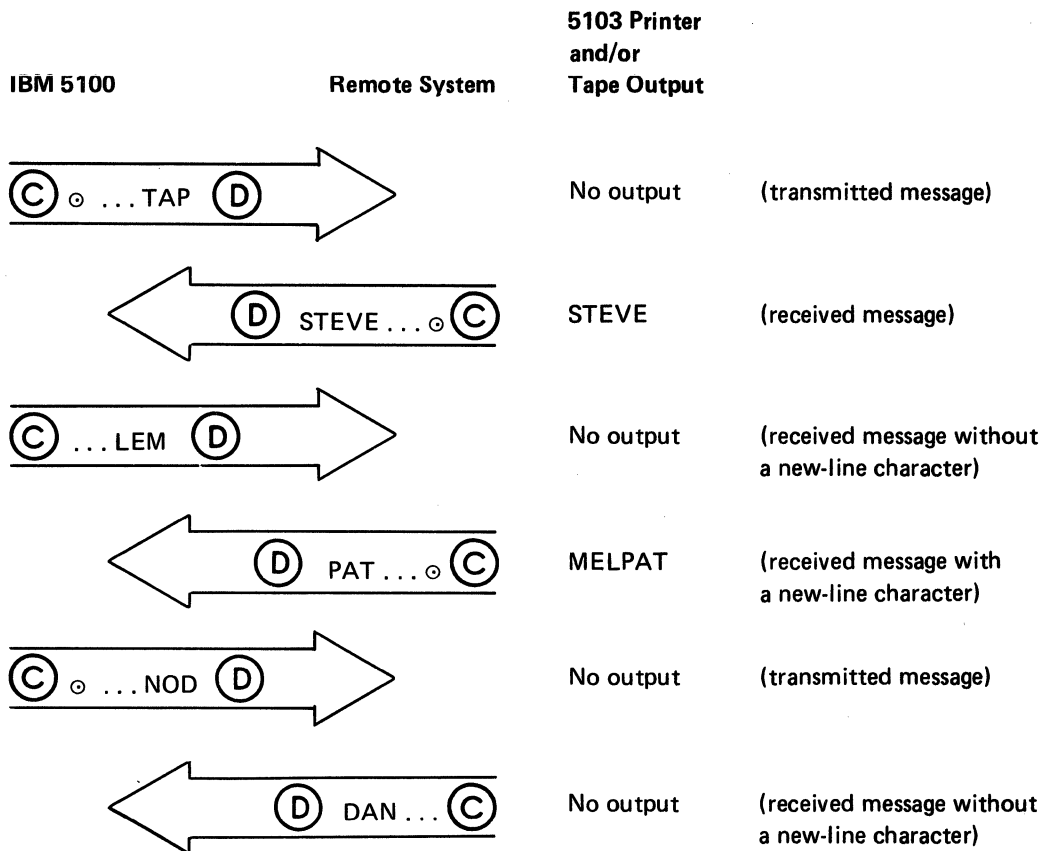 5103 Printer
and/or
IBM 5100 Remote System Tape Output
C ⊙ ...TAP D No output (transmitted message)
D STEVE... ⊙ C STEVE (received message)
C ...LEM D No output (received message without
a new-line character)
D PAT... ⊙ C MELPAT (received message with
a new-line character)
C ⊙ ...NOD D No output (transmitted message)
D DAN... C No output (received message without
a new-line character)